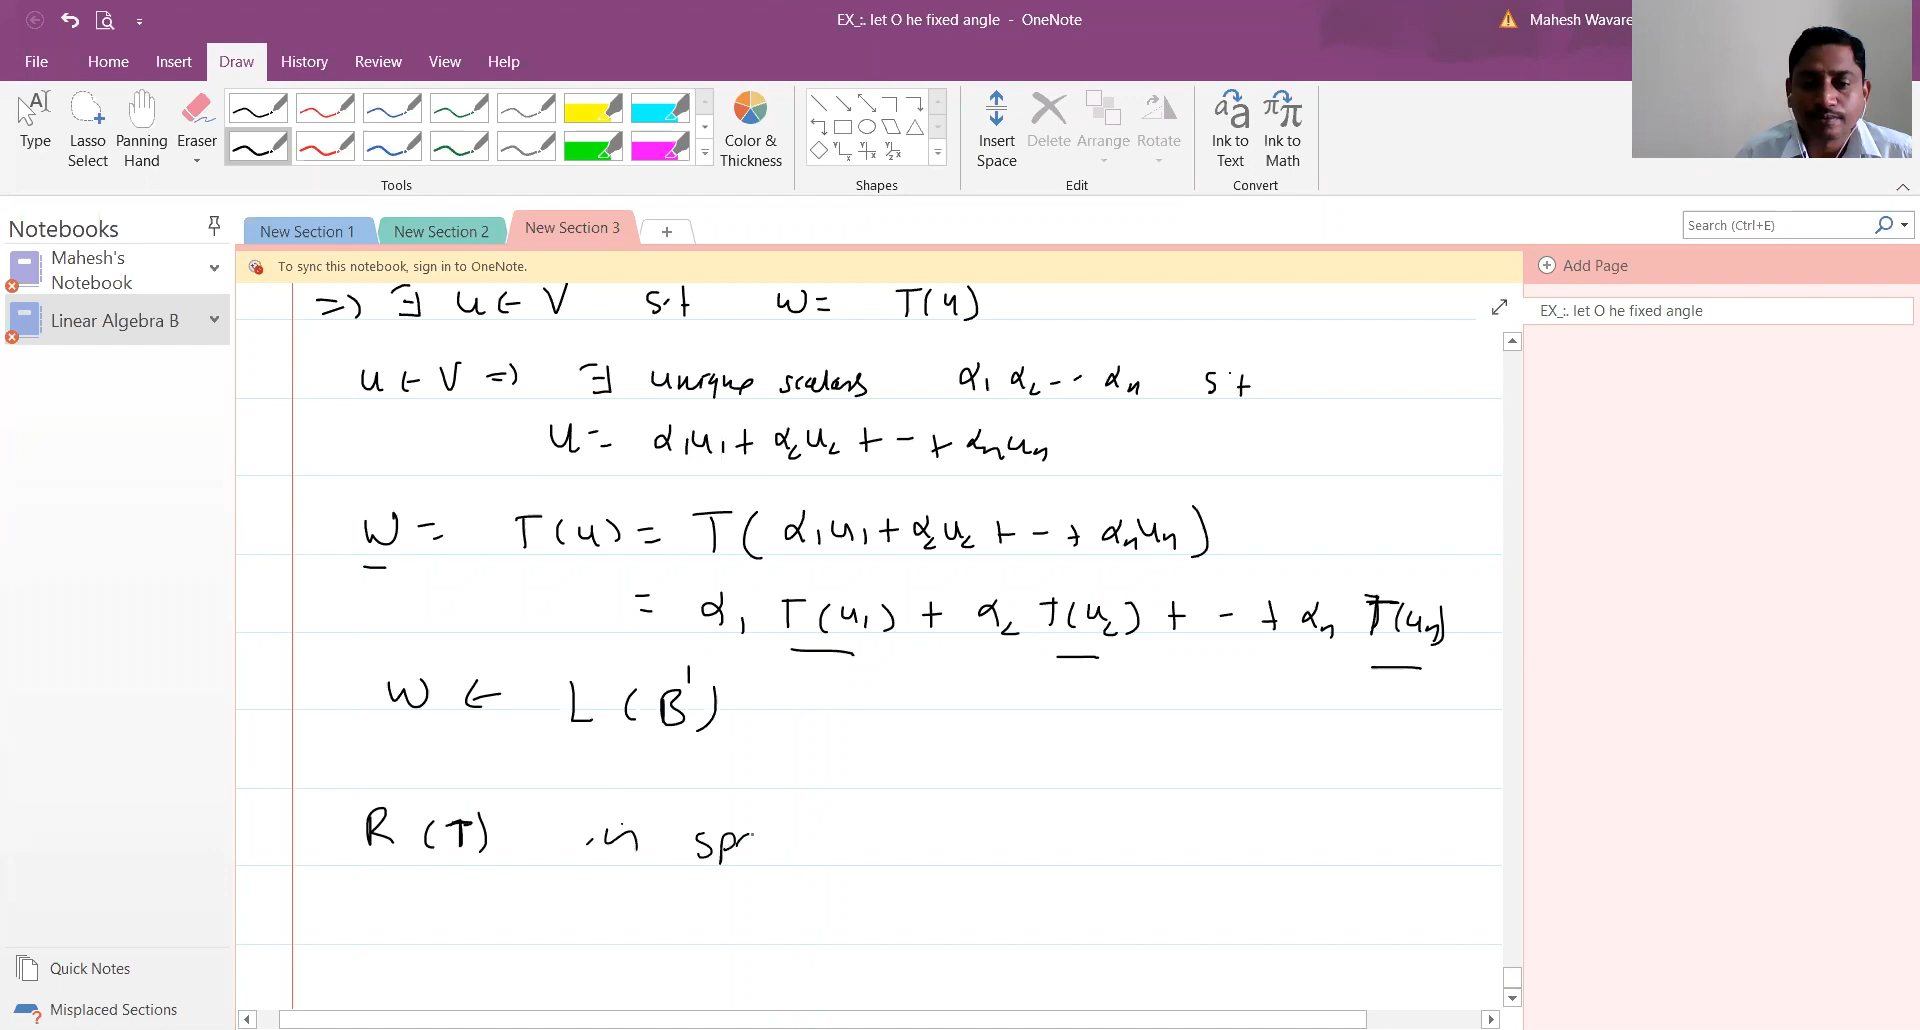 EX_:. let O he fixed angle - OneNote
Mahesh Wavare
File Home Insert Draw History Review View Help
Type
Lasso Select
Panning Hand
Eraser
Color & Thickness
Insert Space
Delete
Arrange
Rotate
Ink to Text
Ink to Math
Tools
Shapes
Edit
Convert
Notebooks
Mahesh's Notebook
Linear Algebra B
New Section 1
New Section 2
New Section 3
+
Search (Ctrl+E)
To sync this notebook, sign in to OneNote.
Add Page
EX_:. let O he fixed angle
=> ∃ u ∈ V s.t w = T(u)
u ∈ V => ∃ unique scalars α1 α2 -- αn s.t
u = α1u1 + α2u2 + - + αnun
w = T(u) = T(α1u1 + α2u2 + - + αnun)
= α1 T(u1) + α2 T(u2) + - + αn T(un)
w ∈ L(B')
R(T) in sp
Quick Notes
Misplaced Sections